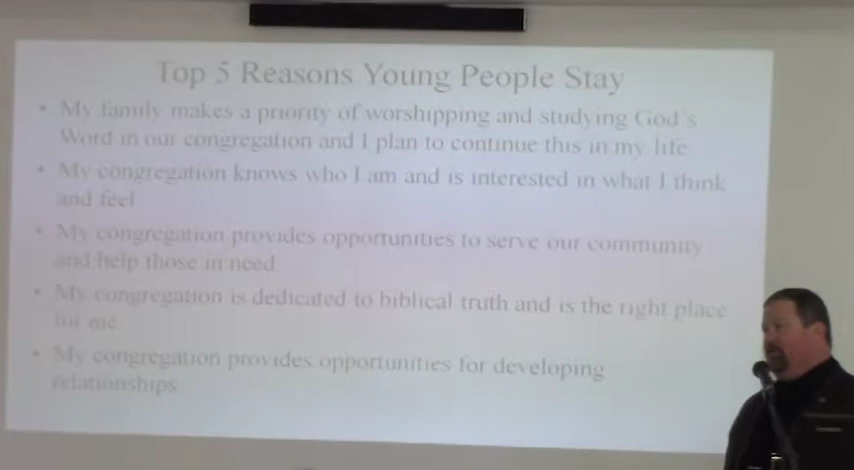 Top 5 Reasons Young People Stay
• My family makes a priority of worshipping and studying God's
Word in our congregation and I plan to continue this in my life
• My congregation knows who I am and is interested in what I think
and feel
• My congregation provides opportunities to serve our community
and help those in need
• My congregation is dedicated to biblical truth and is the right place
for me
• My congregation provides opportunities for developing
relationships